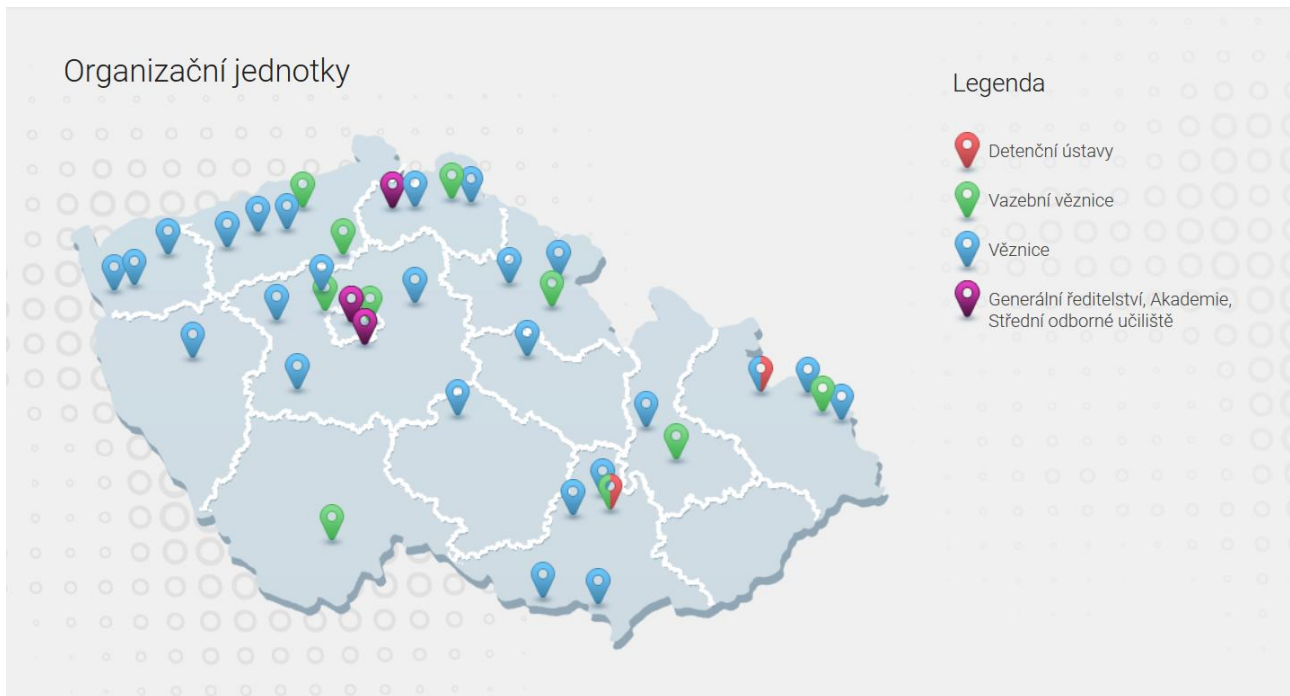 Organizační jednotky
Legenda
Detenční ústavy
Vazební věznice
Věznice
Generální ředitelství, Akademie,
Střední odborné učiliště